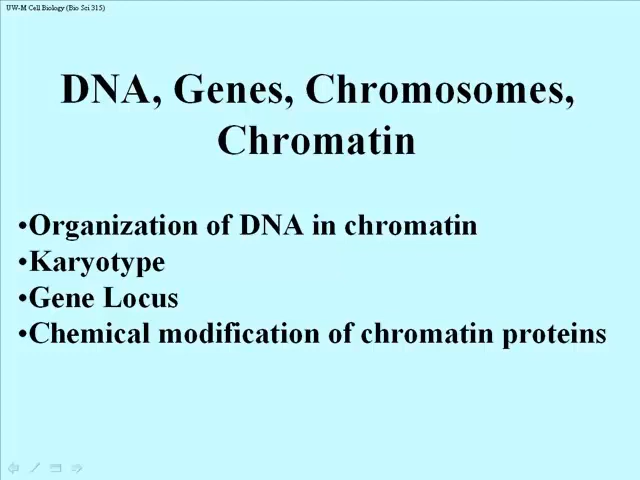 UW-M Cell Biology (Bio Sci 315)
DNA, Genes, Chromosomes,
Chromatin
•Organization of DNA in chromatin
•Karyotype
•Gene Locus
•Chemical modification of chromatin proteins